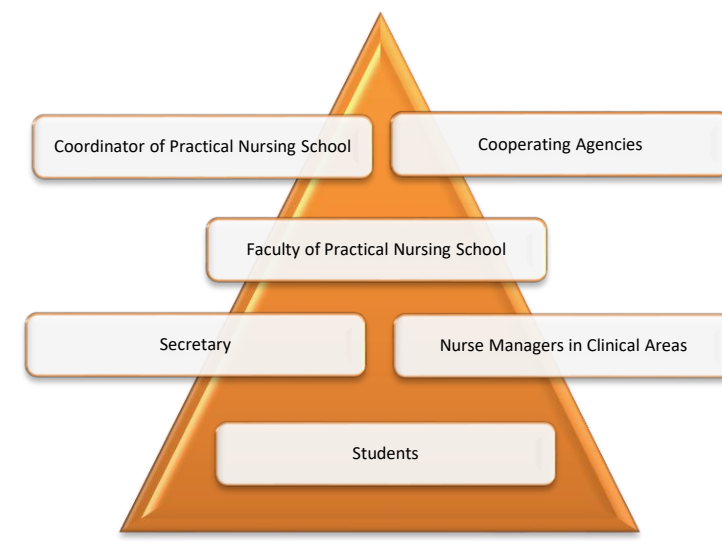 Coordinator of Practical Nursing School
Cooperating Agencies
Faculty of Practical Nursing School
Secretary
Nurse Managers in Clinical Areas
Students